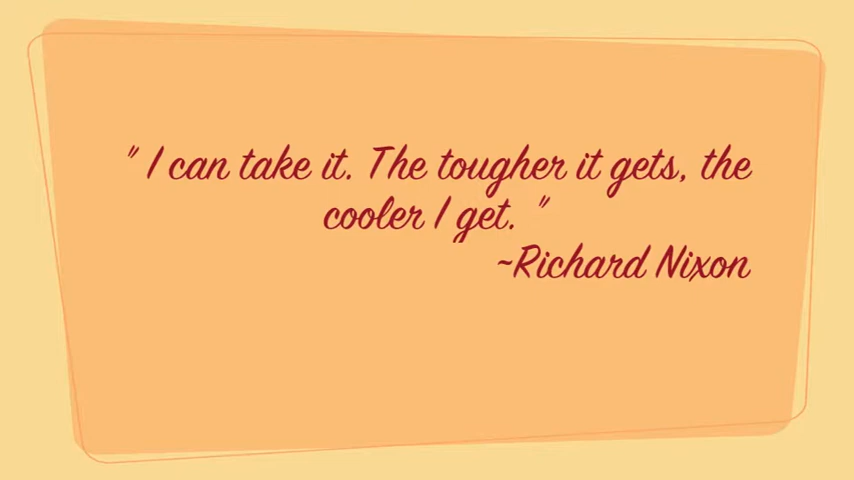 " I can take it. The tougher it gets, the
cooler I get. "
~Richard Nixon